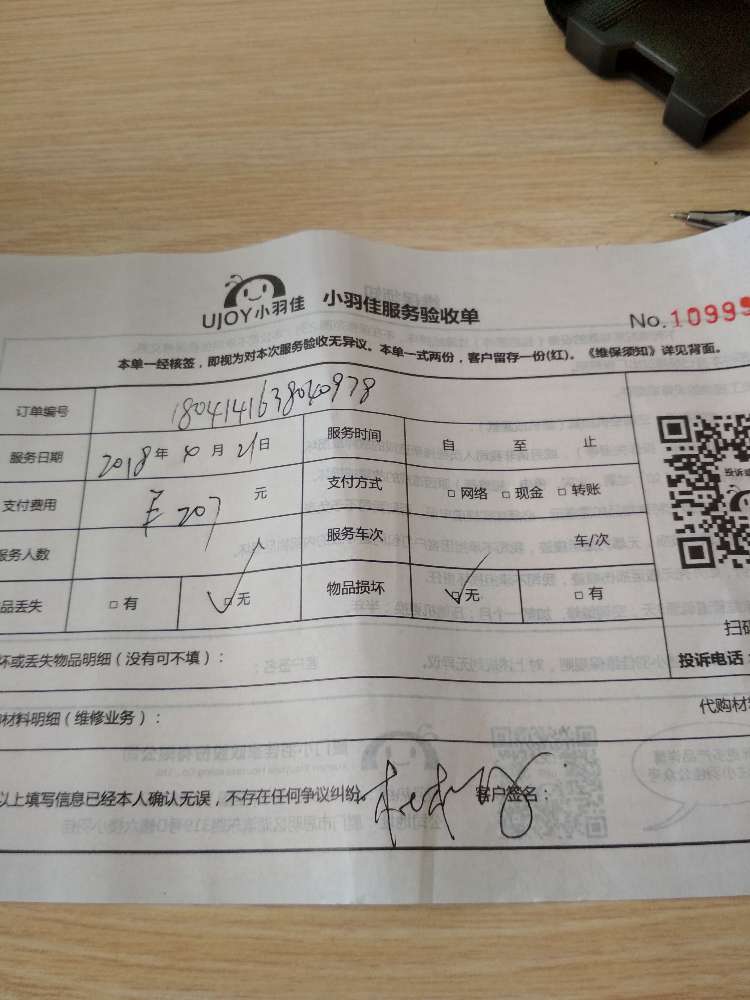 UJOY小羽佳 小羽佳服务验收单
No.10999
本单一经核签，即视为对本次服务验收无异议。本单一式两份，客户留存一份(红)。《维保须知》详见背面。
订单编号 1804141638040978
服务日期 2018年 月21日 服务时间 自 至 止
支付费用 ￥207 元 支付方式 □网络 □现金 □转账
服务人数 服务车次 车/次
品丢失 □有 □无 物品损坏 □无 □有
扫码
坏或丢失物品明细（没有可不填）： 投诉电话：
材料明细（维修业务）： 代购材
以上填写信息已经本人确认无误，不存在任何争议纠纷。 客户签名：